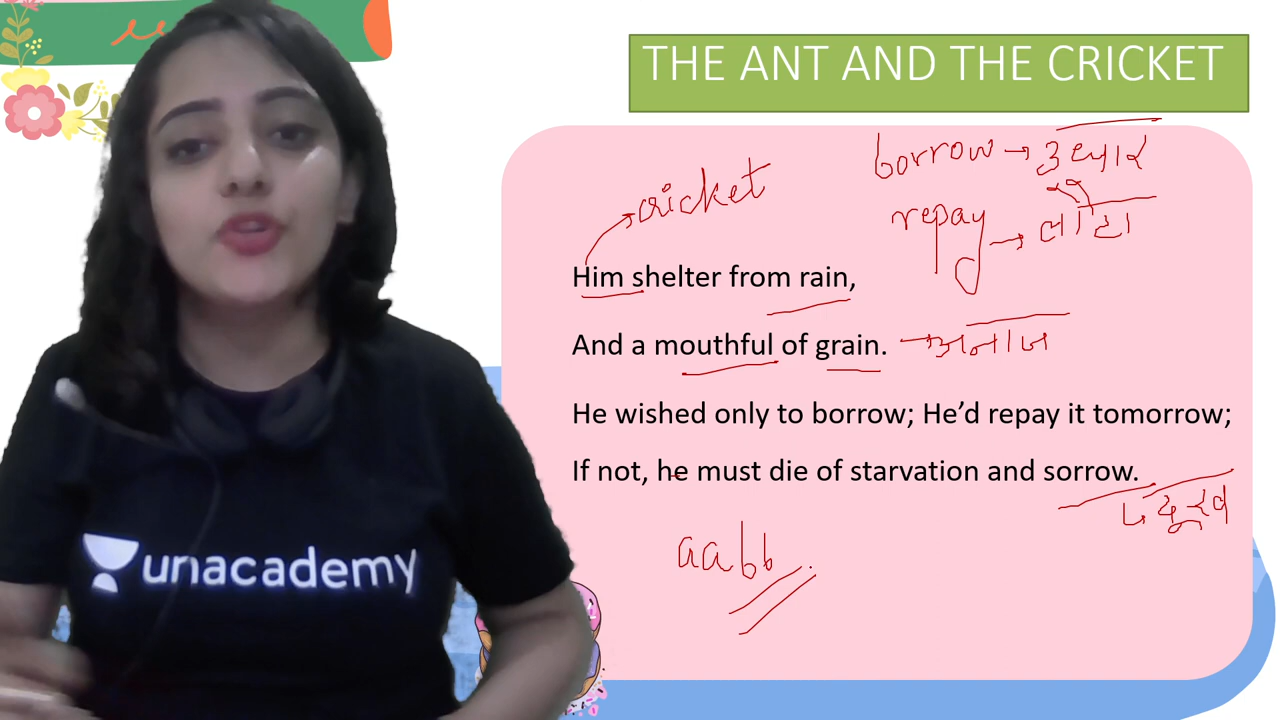 THE ANT AND THE CRICKET
borrow → उधार
cricket
repay →
Him shelter from rain,
And a mouthful of grain. → अनाज
He wished only to borrow; He’d repay it tomorrow;
If not, he must die of starvation and sorrow.
दुख
aabb
unacademy